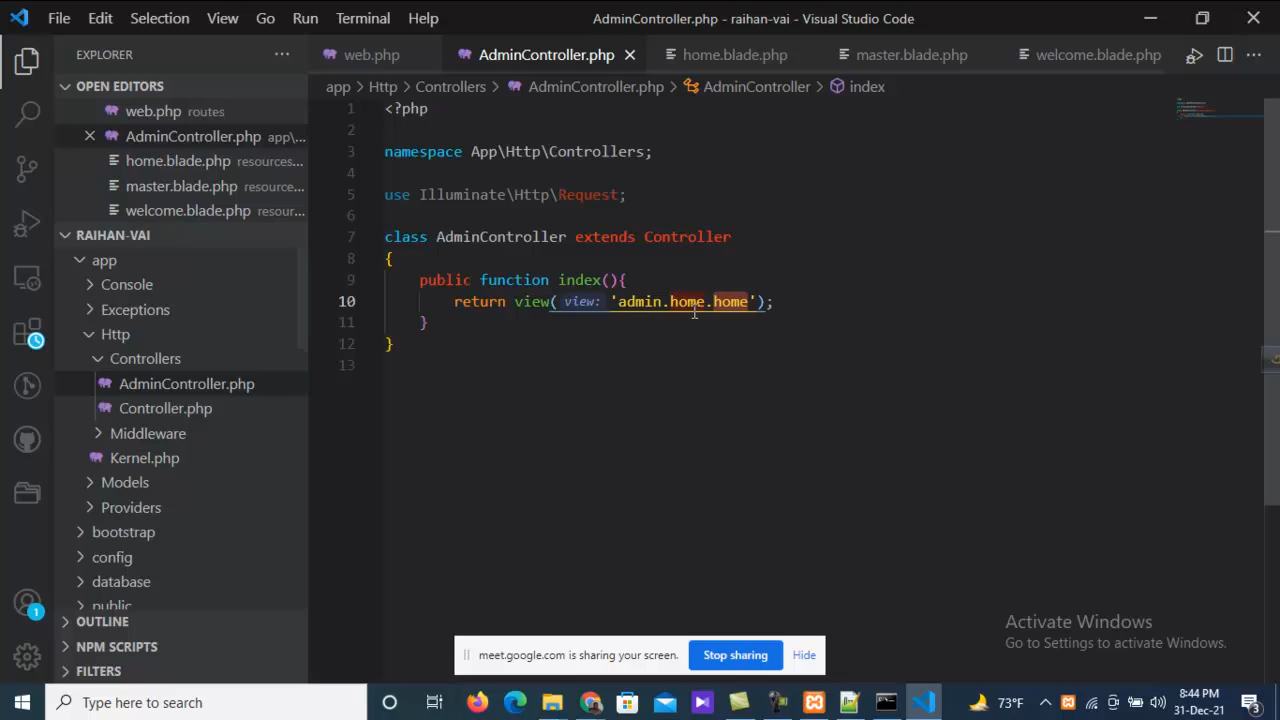 File Edit Selection View Go Run Terminal Help AdminController.php - raihan-vai - Visual Studio Code
EXPLORER
web.php AdminController.php home.blade.php master.blade.php welcome.blade.php
OPEN EDITORS
web.php routes
AdminController.php app\...
home.blade.php resources...
master.blade.php resource...
welcome.blade.php resour...
RAIHAN-VAI
app
Console
Exceptions
Http
Controllers
AdminController.php
Controller.php
Middleware
Kernel.php
Models
Providers
bootstrap
config
database
public
OUTLINE
NPM SCRIPTS
FILTERS
1
app > Http > Controllers > AdminController.php > AdminController > index
1 <?php
2
3 namespace App\Http\Controllers;
4
5 use Illuminate\Http\Request;
6
7 class AdminController extends Controller
8 {
9 public function index(){
10 return view( view: 'admin.home.home');
11 }
12 }
13
Activate Windows
Go to Settings to activate Windows.
meet.google.com is sharing your screen. Stop sharing Hide
Type here to search
73°F
8:44 PM
31-Dec-21
3